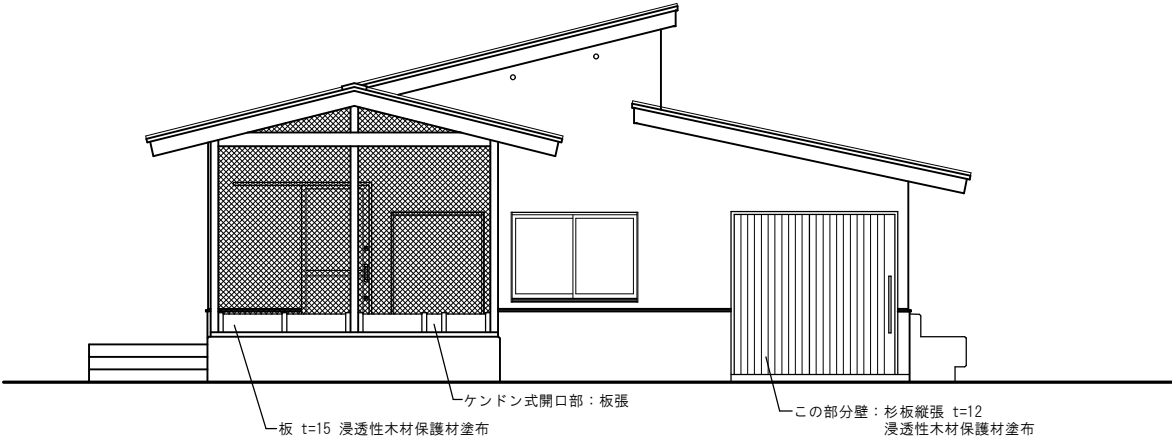 ケンドン式開口部：板張
板 t=15 浸透性木材保護材塗布
この部分壁：杉板縦張 t=12
浸透性木材保護材塗布